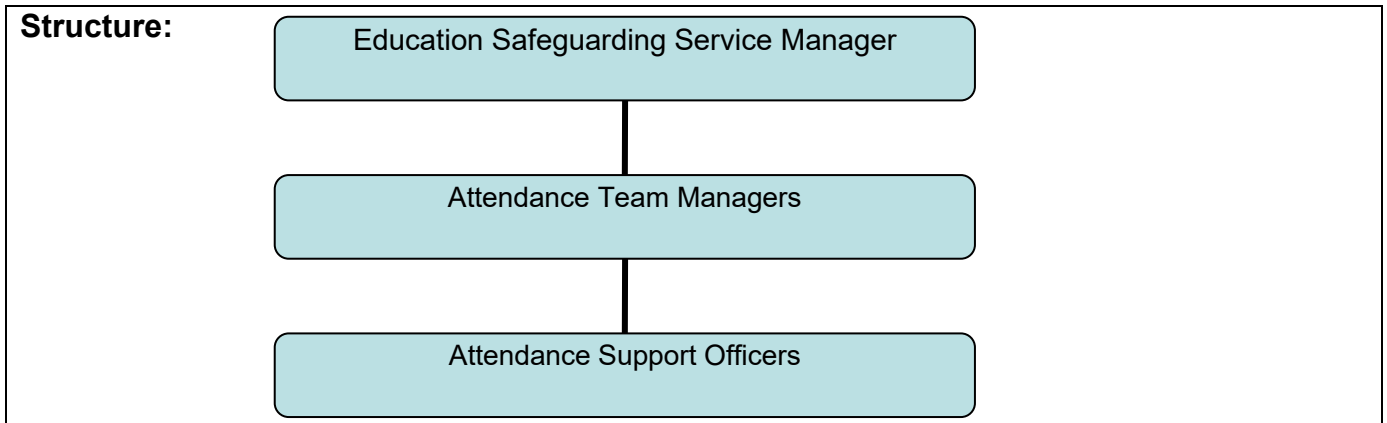 Structure:
Education Safeguarding Service Manager
Attendance Team Managers
Attendance Support Officers